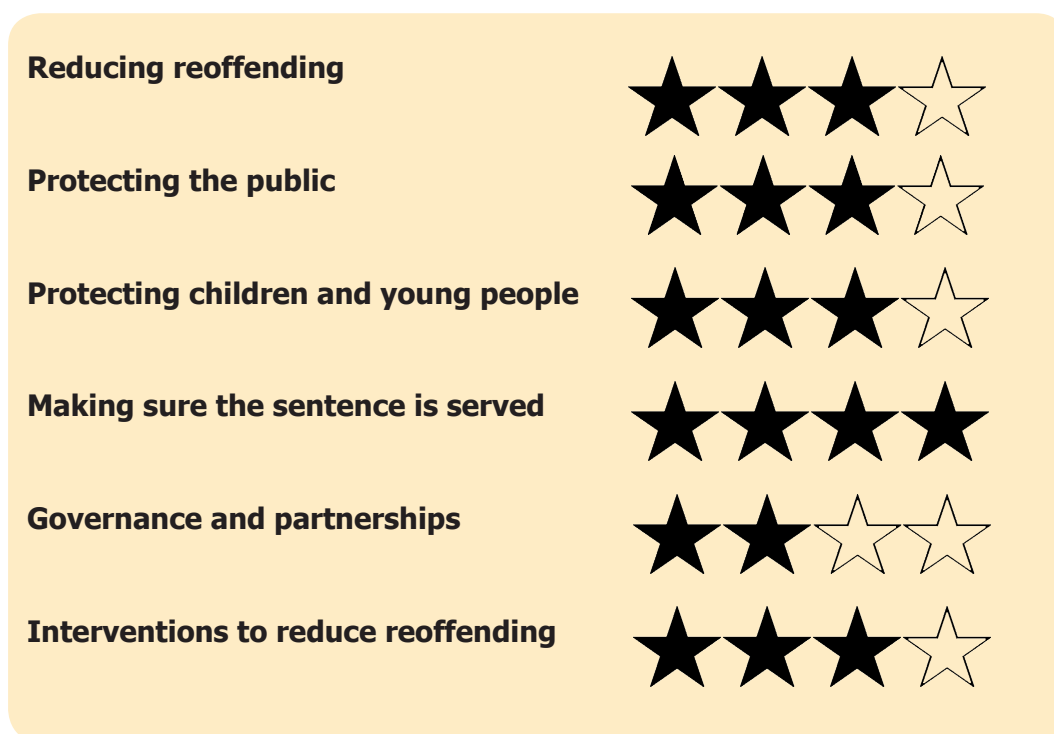 Reducing reoffending
Protecting the public
Protecting children and young people
Making sure the sentence is served
Governance and partnerships
Interventions to reduce reoffending